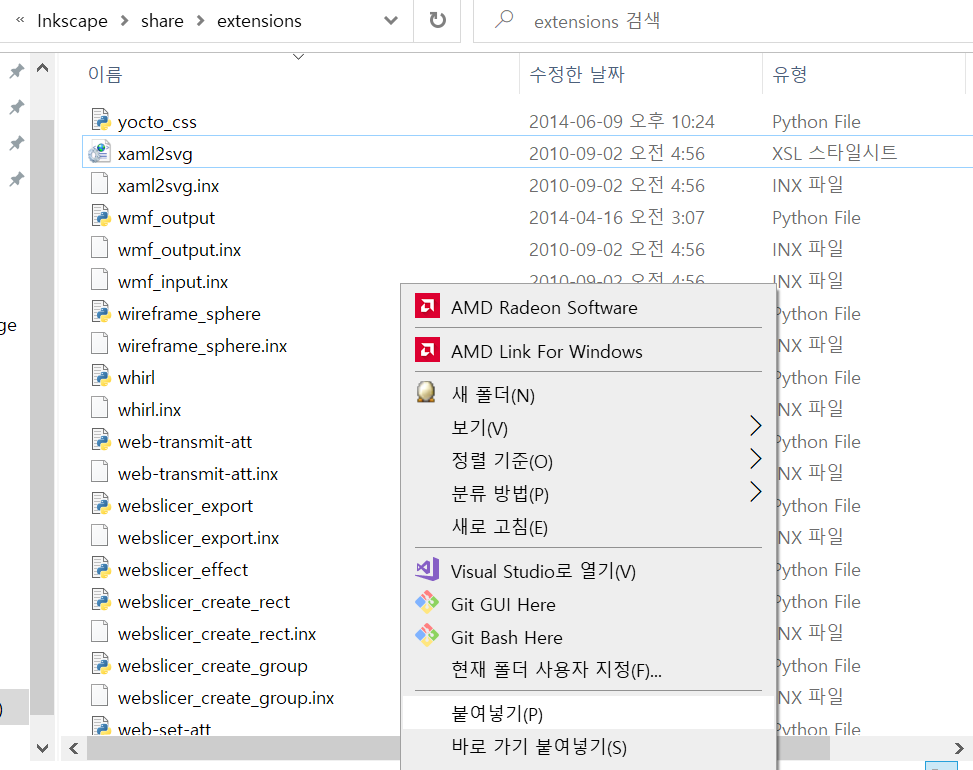 « Inkscape > share > extensions
extensions 검색
이름 수정한 날짜 유형
yocto_css 2014-06-09 오후 10:24 Python File
xaml2svg 2010-09-02 오전 4:56 XSL 스타일시트
xaml2svg.inx 2010-09-02 오전 4:56 INX 파일
wmf_output 2014-04-16 오전 3:07 Python File
wmf_output.inx 2010-09-02 오전 4:56 INX 파일
wmf_input.inx 2010-09-02 오전 4:56 INX 파일
wireframe_sphere Python File
wireframe_sphere.inx INX 파일
whirl Python File
whirl.inx INX 파일
web-transmit-att Python File
web-transmit-att.inx INX 파일
webslicer_export Python File
webslicer_export.inx INX 파일
webslicer_effect Python File
webslicer_create_rect Python File
webslicer_create_rect.inx INX 파일
webslicer_create_group Python File
webslicer_create_group.inx INX 파일
web-set-att Python File
ge
)
AMD Radeon Software
AMD Link For Windows
새 폴더(N)
보기(V)
정렬 기준(O)
분류 방법(P)
새로 고침(E)
Visual Studio로 열기(V)
Git GUI Here
Git Bash Here
현재 폴더 사용자 지정(F)...
붙여넣기(P)
바로 가기 붙여넣기(S)